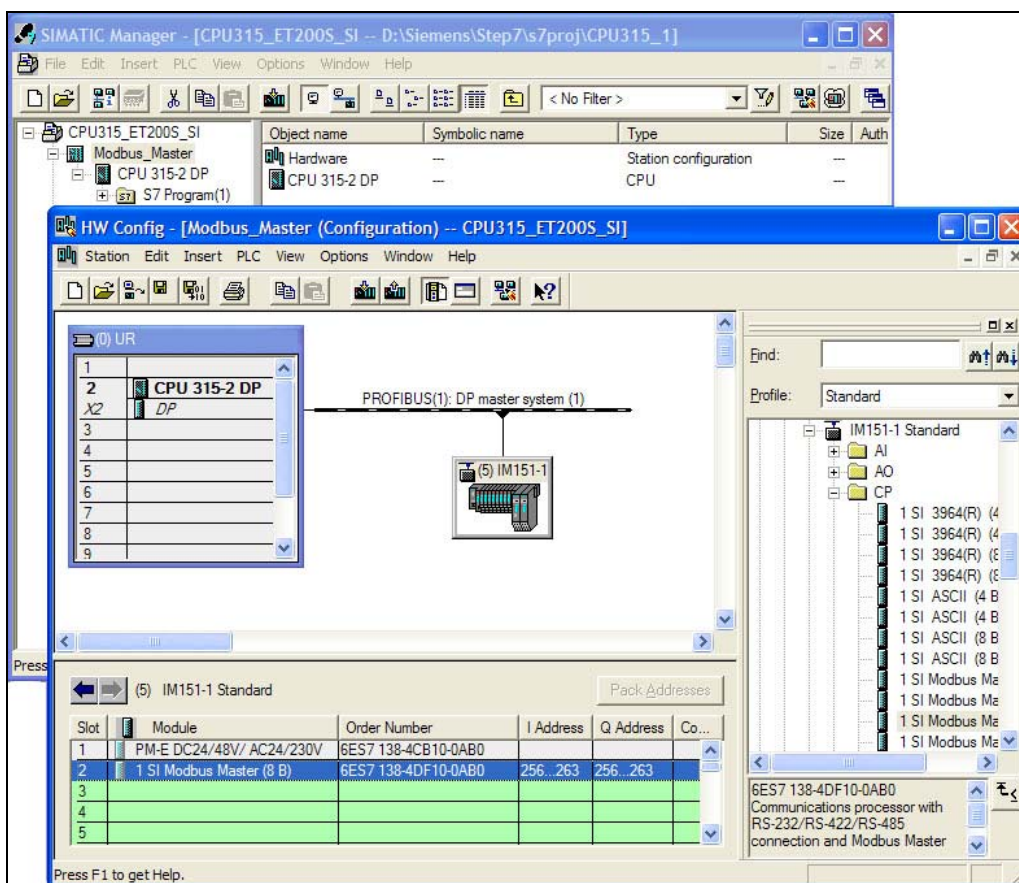 SIMATIC Manager - [CPU315_ET200S_SI -- D:\Siemens\Step7\s7proj\CPU315_1]
File Edit Insert PLC View Options Window Help
< No Filter >
CPU315_ET200S_SI
Modbus_Master
CPU 315-2 DP
S7 Program(1)
Object name Symbolic name Type Size Auth
Hardware --- Station configuration ---
CPU 315-2 DP --- CPU ---
HW Config - [Modbus_Master (Configuration) -- CPU315_ET200S_SI]
Station Edit Insert PLC View Options Window Help
(0) UR
1
2 CPU 315-2 DP
X2 DP
3
4
5
6
7
8
9
PROFIBUS(1): DP master system (1)
(5) IM151-1
Find:
Profile: Standard
IM151-1 Standard
AI
AO
CP
1 SI 3964(R) (4
1 SI 3964(R) (4
1 SI 3964(R) (8
1 SI 3964(R) (8
1 SI ASCII (4 B
1 SI ASCII (4 B
1 SI ASCII (8 B
1 SI ASCII (8 B
1 SI Modbus Ma
1 SI Modbus Ma
1 SI Modbus Ma
1 SI Modbus Ma
6ES7 138-4DF10-0AB0
Communications processor with
RS-232/RS-422/RS-485
connection and Modbus Master
Press
(5) IM151-1 Standard
Pack Addresses
Slot Module Order Number I Address Q Address Co...
1 PM-E DC24/48V/ AC24/230V 6ES7 138-4CB10-0AB0
2 1 SI Modbus Master (8 B) 6ES7 138-4DF10-0AB0 256...263 256...263
3
4
5
Press F1 to get Help.